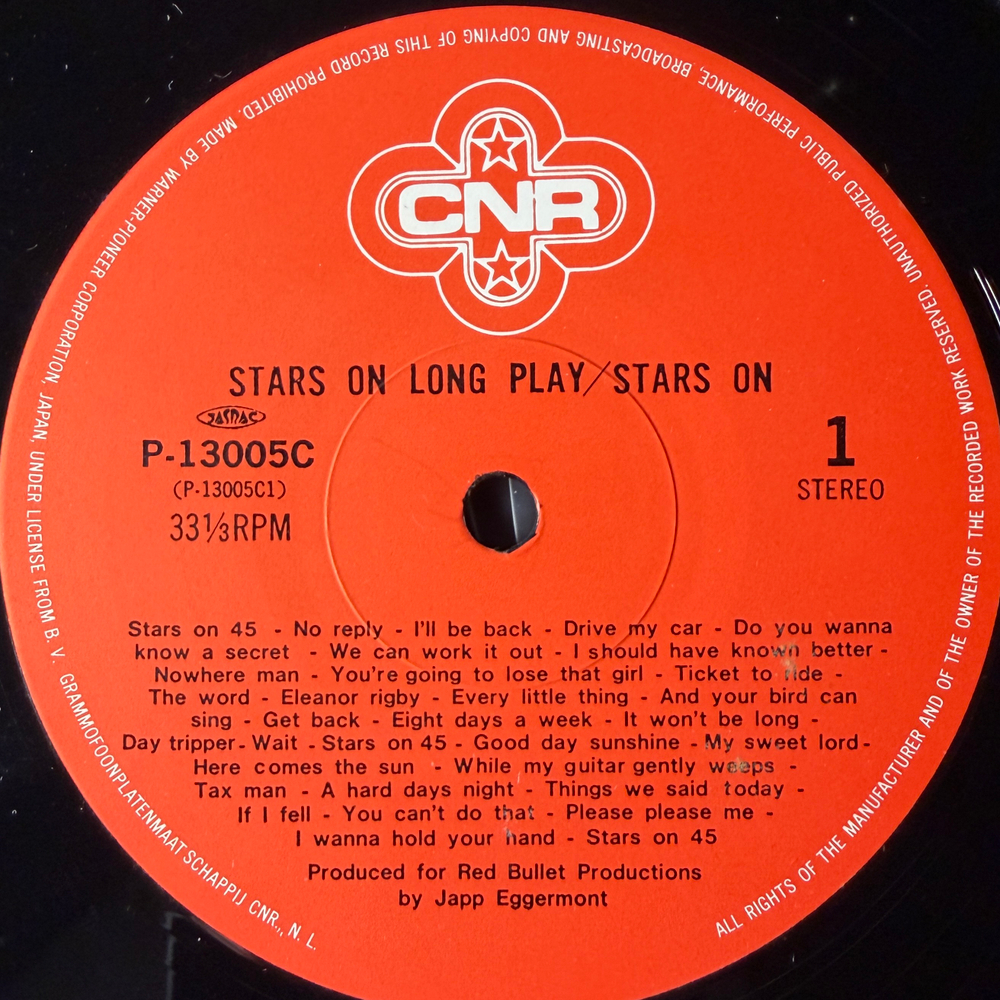 CNR
STARS ON LONG PLAY/STARS ON
JASRAC
P-13005C
(P-13005C1)
33 1/3 RPM
1
STEREO
Stars on 45 - No reply - I'll be back - Drive my car - Do you wanna
know a secret - We can work it out - I should have known better -
Nowhere man - You're going to lose that girl - Ticket to ride -
The word - Eleanor rigby - Every little thing - And your bird can
sing - Get back - Eight days a week - It won't be long -
Day tripper - Wait - Stars on 45 - Good day sunshine - My sweet lord -
Here comes the sun - While my guitar gently weeps -
Tax man - A hard days night - Things we said today -
If I fell - You can't do that - Please please me -
I wanna hold your hand - Stars on 45
Produced for Red Bullet Productions
by Japp Eggermont
ALL RIGHTS OF THE MANUFACTURER AND OF THE OWNER OF THE RECORDED WORK RESERVED. UNAUTHORIZED PUBLIC PERFORMANCE, BROADCASTING AND COPYING OF THIS RECORD PROHIBITED. MADE BY WARNER-PIONEER CORPORATION, JAPAN, UNDER LICENSE FROM B. V. GRAMMOFOONPLATENMAATSCHAPPIJ CNR., N. L.